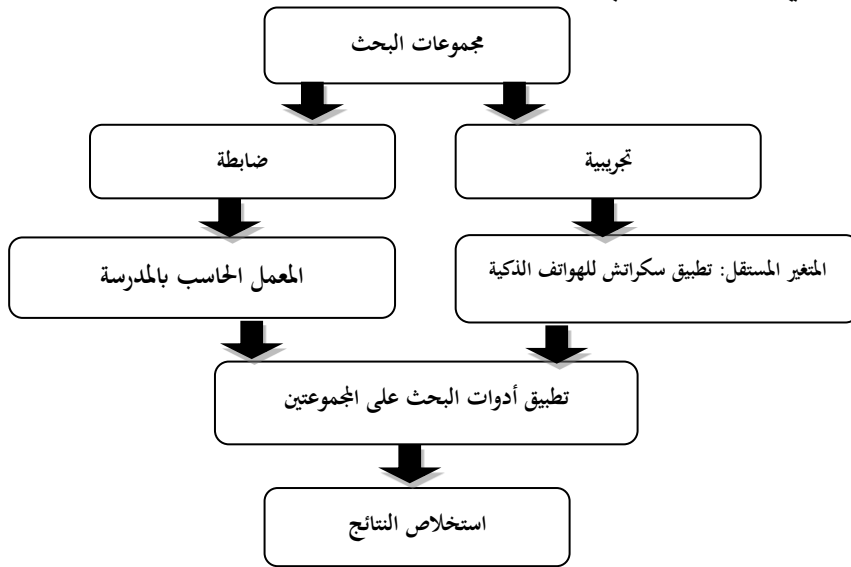 مجموعات البحث
تجريبية
ضابطة
المتغير المستقل: تطبيق سكراتش للهواتف الذكية
المعمل الحاسب بالمدرسة
تطبيق أدوات البحث على المجموعتين
استخلاص النتائج